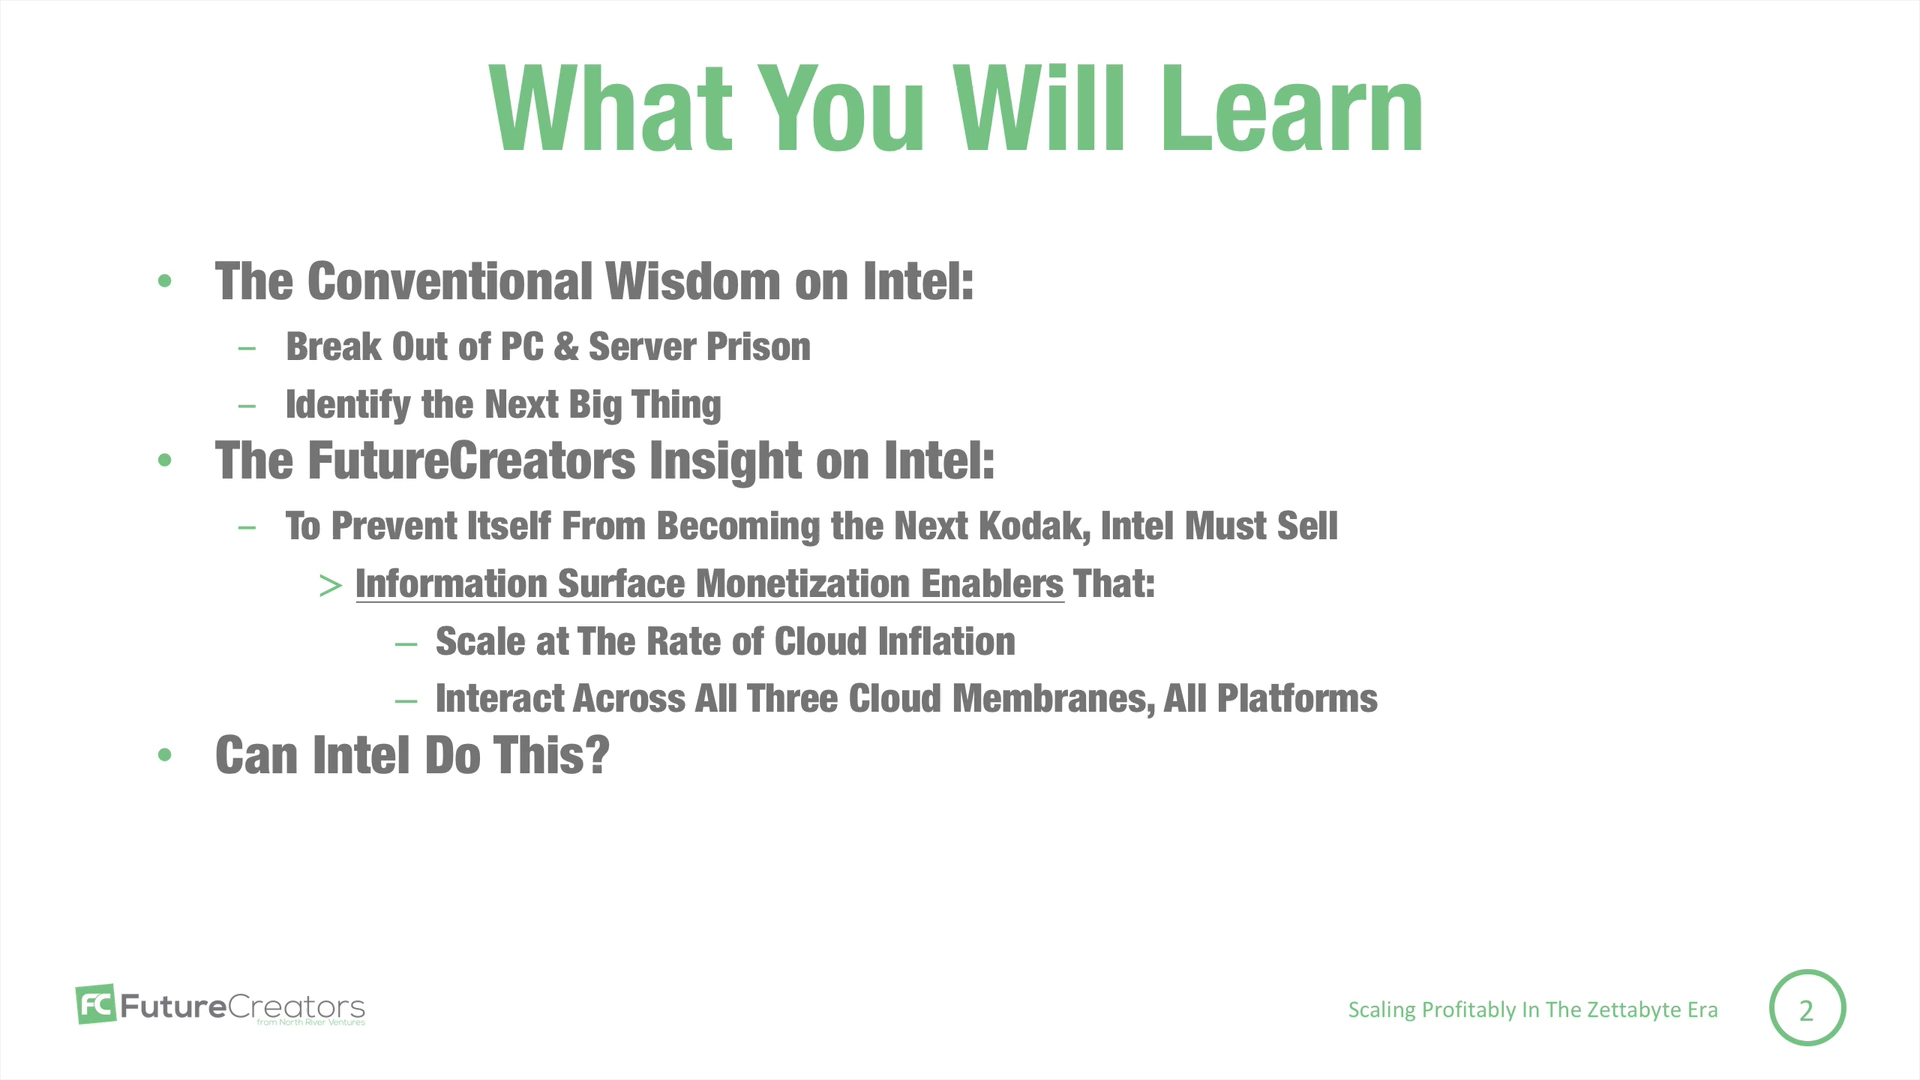 What You Will Learn
• The Conventional Wisdom on Intel:
– Break Out of PC & Server Prison
– Identify the Next Big Thing
• The FutureCreators Insight on Intel:
– To Prevent Itself From Becoming the Next Kodak, Intel Must Sell
> Information Surface Monetization Enablers That:
– Scale at The Rate of Cloud Inflation
– Interact Across All Three Cloud Membranes, All Platforms
• Can Intel Do This?
FC FutureCreators
from North River Ventures
Scaling Profitably In The Zettabyte Era
2